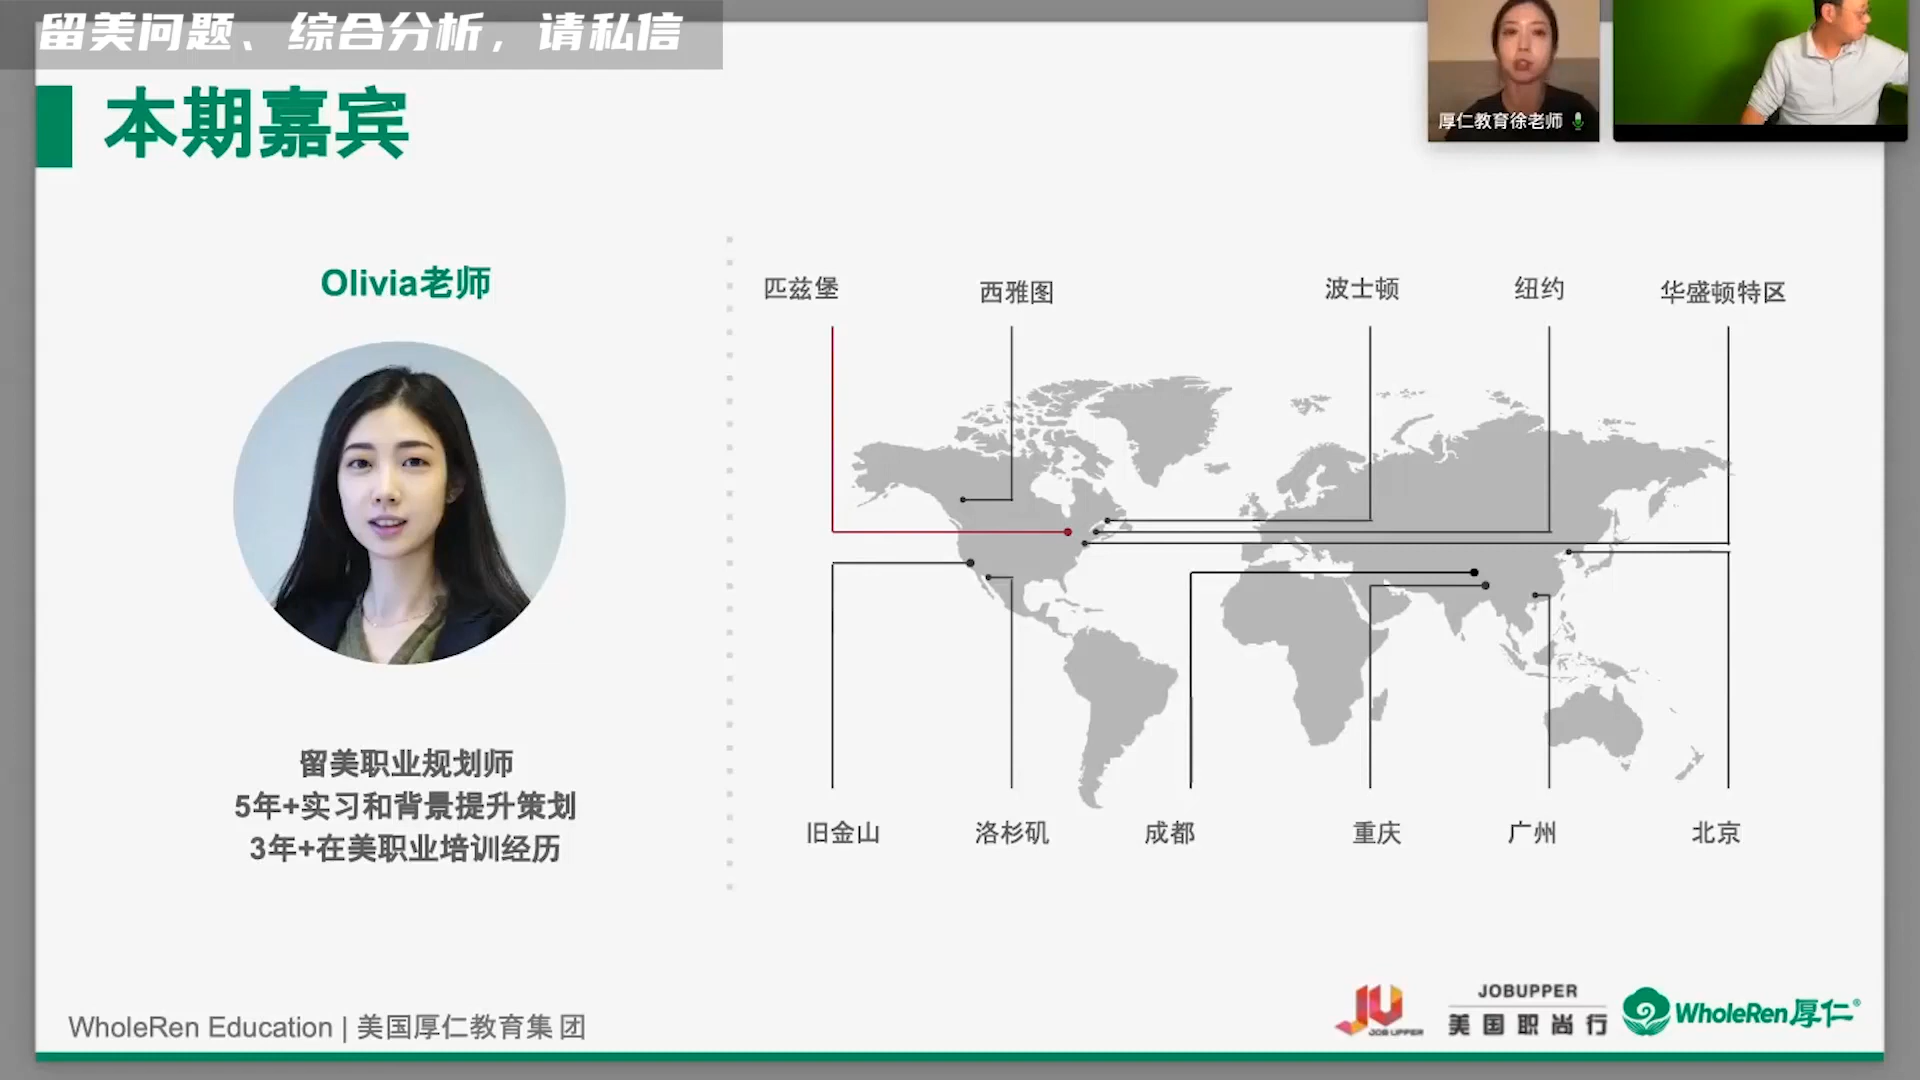 留美问题、综合分析，请私信
本期嘉宾
厚仁教育徐老师
Olivia老师
留美职业规划师
5年+实习和背景提升策划
3年+在美职业培训经历
匹兹堡
西雅图
波士顿
纽约
华盛顿特区
旧金山
洛杉矶
成都
重庆
广州
北京
WholeRen Education | 美国厚仁教育集团
JOB UPPER
JOBUPPER
美国职尚行
WholeRen厚仁®